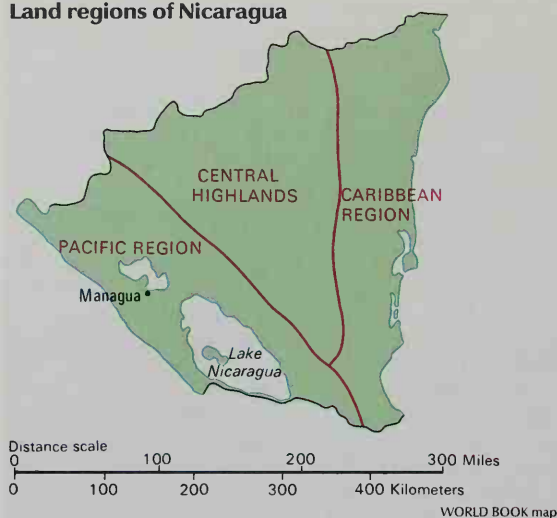 Land regions of Nicaragua
CENTRAL
HIGHLANDS
CARIBBEAN
REGION
PACIFIC REGION
Managua
Lake
Nicaragua
Distance scale
0 100 200 300 Miles
0 100 200 300 400 Kilometers
WORLD BOOK map